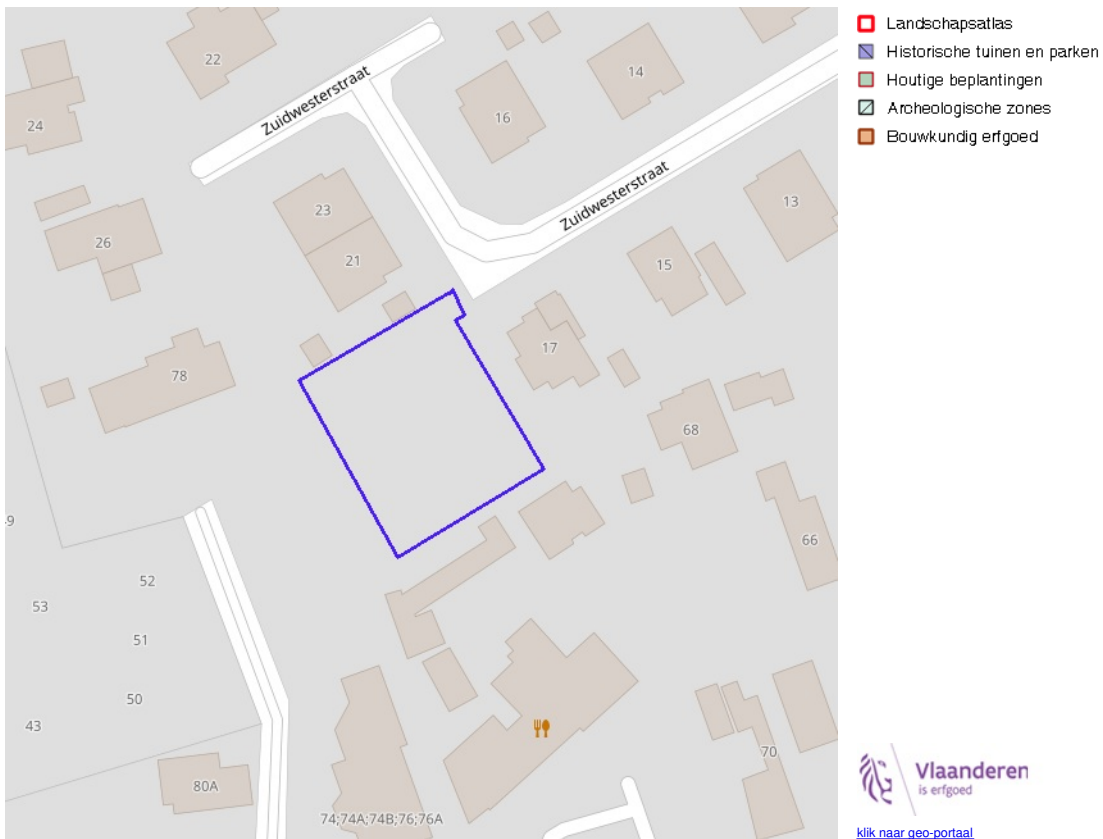 Landschapsatlas
Historische tuinen en parken
Houtige beplantingen
Archeologische zones
Bouwkundig erfgoed
22
14
Zuidwesterstraat
16
24
Zuidwesterstraat
23
13
26
21
15
17
78
68
49
66
52
53
51
50
43
70
80A
74;74A;74B;76;76A
Vlaanderen
is erfgoed
klik naar geo-portaal